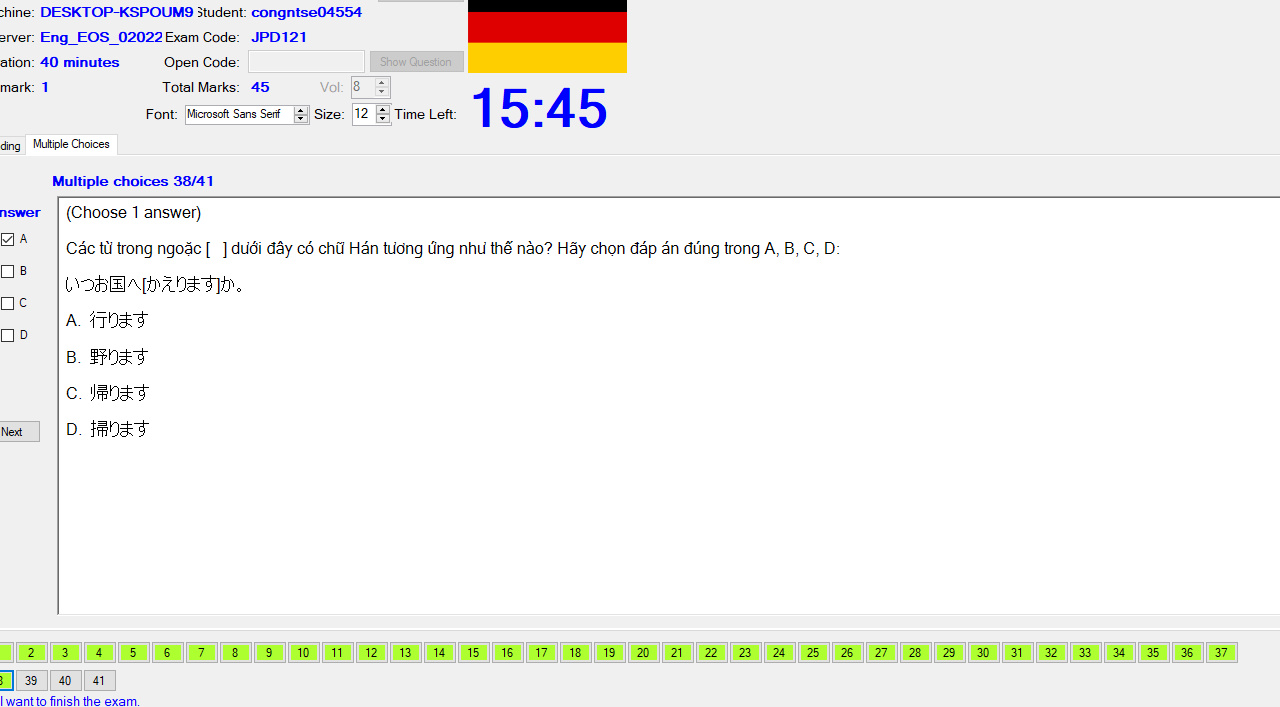 chine: DESKTOP-KSPOUM9 Student: congntse04554
erver: Eng_EOS_02022 Exam Code: JPD121
ation: 40 minutes Open Code: Show Question
mark: 1 Total Marks: 45 Vol: 8
Font: Microsoft Sans Serif Size: 12 Time Left: 15:45
ding Multiple Choices
Multiple choices 38/41
nswer
(Choose 1 answer)
A
Các từ trong ngoặc [ ] dưới đây có chữ Hán tương ứng như thế nào? Hãy chọn đáp án đúng trong A, B, C, D:
B
いつお国へ[かえります]か。
C
A. 行ります
D
B. 野ります
C. 帰ります
D. 掃ります
Next
2 3 4 5 6 7 8 9 10 11 12 13 14 15 16 17 18 19 20 21 22 23 24 25 26 27 28 29 30 31 32 33 34 35 36 37
8 39 40 41
I want to finish the exam.